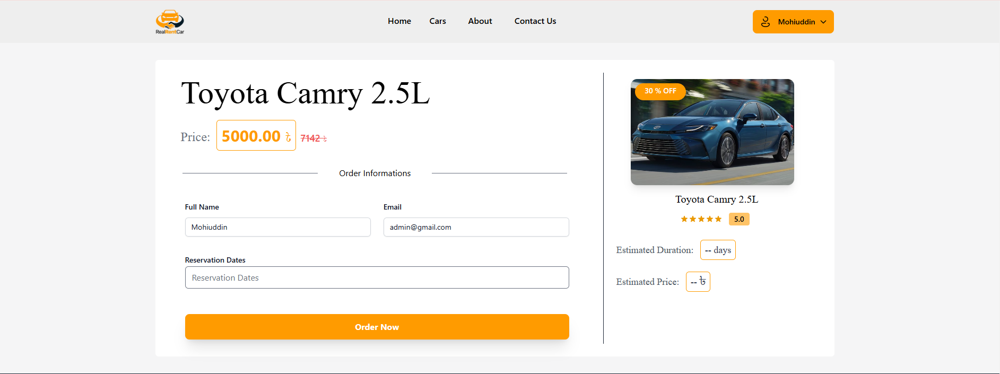 RealRentCar
Home
Cars
About
Contact Us
Mohiuddin
Toyota Camry 2.5L
Price: 5000.00 ৳ 7142 ৳
Order Informations
Full Name
Mohiuddin
Email
admin@gmail.com
Reservation Dates
Reservation Dates
Order Now
30 % OFF
Toyota Camry 2.5L
5.0
Estimated Duration: -- days
Estimated Price: -- ৳